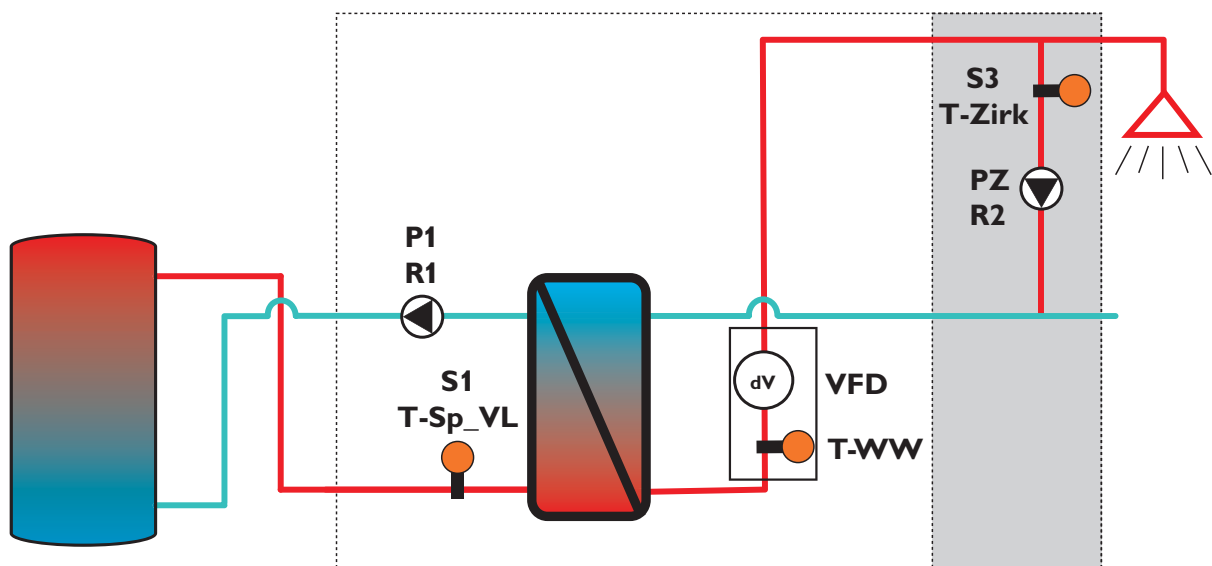 S3
T-Zirk
PZ
R2
P1
R1
S1
T-Sp_VL
dV
VFD
T-WW